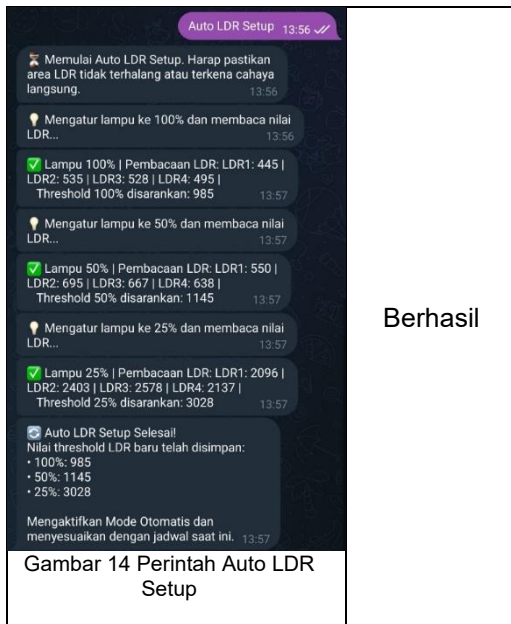 Auto LDR Setup 13:56
⏳ Memulai Auto LDR Setup. Harap pastikan
area LDR tidak terhalang atau terkena cahaya
langsung. 13:56
💡 Mengatur lampu ke 100% dan membaca nilai
LDR... 13:56
✅ Lampu 100% | Pembacaan LDR: LDR1: 445 |
LDR2: 535 | LDR3: 528 | LDR4: 495 |
Threshold 100% disarankan: 985 13:57
💡 Mengatur lampu ke 50% dan membaca nilai
LDR... 13:57
✅ Lampu 50% | Pembacaan LDR: LDR1: 550 |
LDR2: 695 | LDR3: 667 | LDR4: 638 |
Threshold 50% disarankan: 1145 13:57
💡 Mengatur lampu ke 25% dan membaca nilai
LDR... 13:57
✅ Lampu 25% | Pembacaan LDR: LDR1: 2096 |
LDR2: 2403 | LDR3: 2578 | LDR4: 2137 |
Threshold 25% disarankan: 3028 13:57
🔄 Auto LDR Setup Selesai!
Nilai threshold LDR baru telah disimpan:
• 100%: 985
• 50%: 1145
• 25%: 3028
Mengaktifkan Mode Otomatis dan
menyesuaikan dengan jadwal saat ini. 13:57
Gambar 14 Perintah Auto LDR
Setup
Berhasil